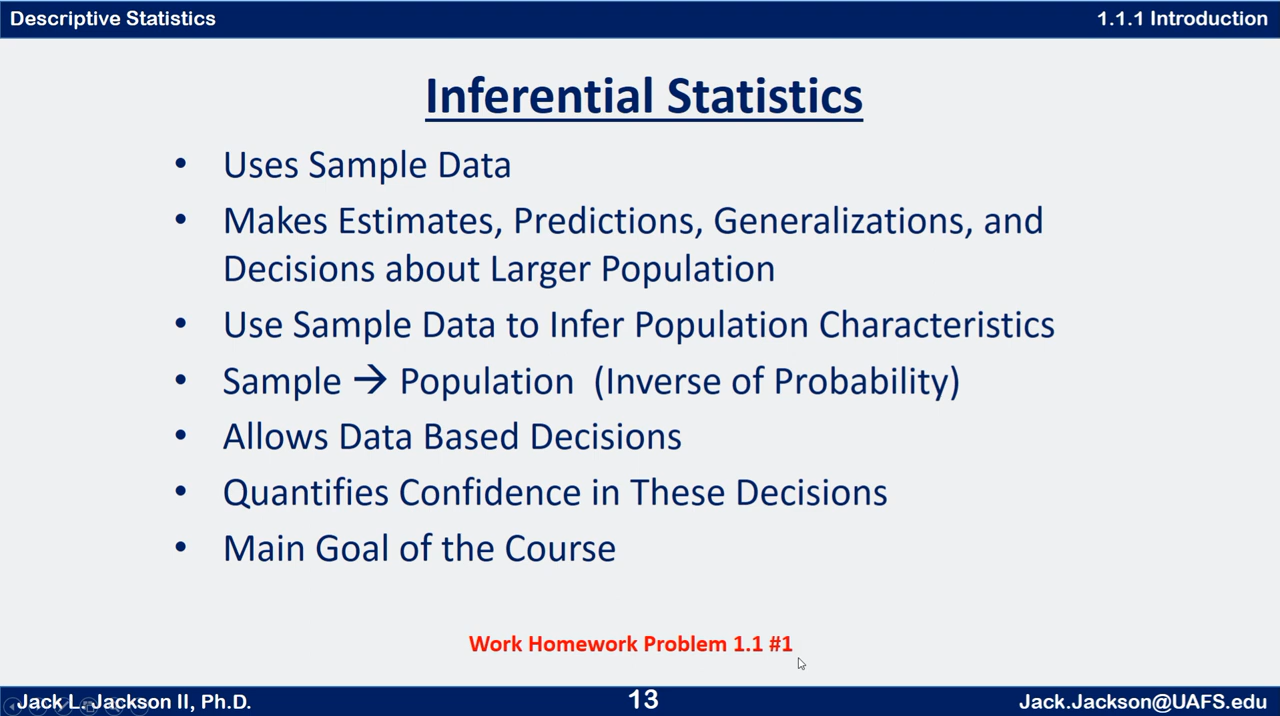 Descriptive Statistics
1.1.1 Introduction
Inferential Statistics
• Uses Sample Data
• Makes Estimates, Predictions, Generalizations, and
Decisions about Larger Population
• Use Sample Data to Infer Population Characteristics
• Sample → Population (Inverse of Probability)
• Allows Data Based Decisions
• Quantifies Confidence in These Decisions
• Main Goal of the Course
Work Homework Problem 1.1 #1
Jack L. Jackson II, Ph.D.
13
Jack.Jackson@UAFS.edu